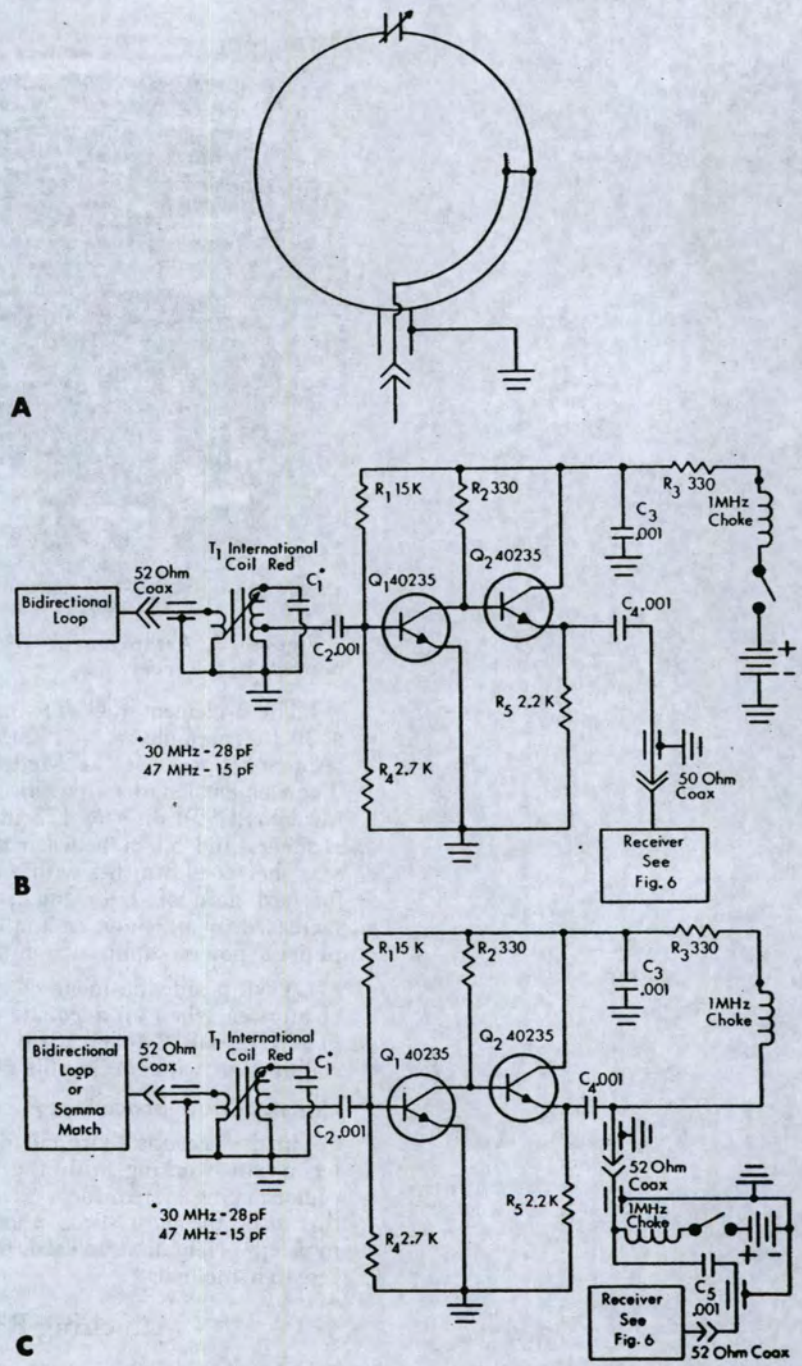 A
R1 15 K
R2 330
R3 330
C3
.001
1MHz
Choke
T1 International
Coil Red
52 Ohm
Coax
C1*
Q1 40235
Q2 40235
Bidirectional
Loop
C2 .001
C4 .001
+
-
R5 2.2 K
* 30 MHz - 28 pF
47 MHz - 15 pF
R4 2.7 K
50 Ohm
Coax
Receiver
See
Fig. 6
B
R1 15K
R2 330
R3 330
C3
.001
1MHz
Choke
T1 International
Coil Red
52 Ohm
Coax
C1*
Q1 40235
Q2 40235
Bidirectional
Loop
or
Somma
Match
C2 .001
C4 .001
52 Ohm
Coax
R5 2.2K
1MHz
Choke
+ -
* 30 MHz - 28 pF
47 MHz - 15 pF
R4 2.7 K
C5
.001
Receiver
See
Fig. 6
52 Ohm Coax
C